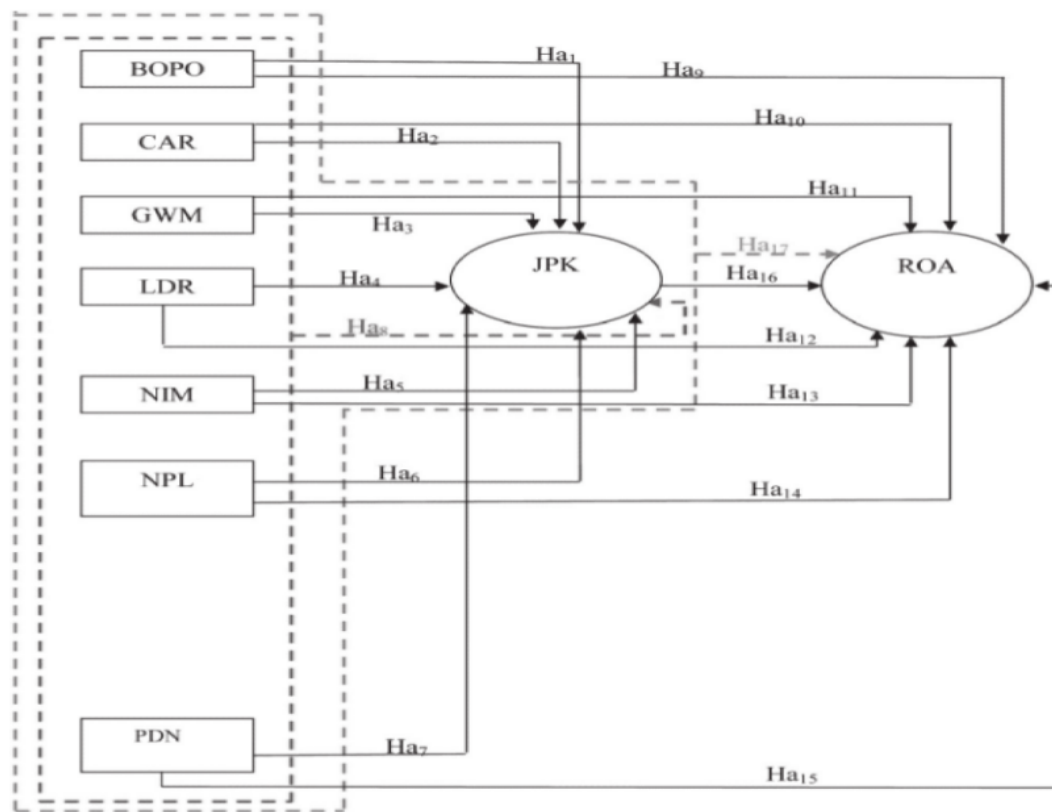 Ha₁
BOPO
Ha₉
Ha₁₀
CAR
Ha₂
Ha₁₁
GWM
Ha₃
Ha₁₇
JPK
ROA
Ha₁₆
LDR
Ha₄
Ha₈
Ha₁₂
NIM
Ha₅
Ha₁₃
NPL
Ha₆
Ha₁₄
PDN
Ha₇
Ha₁₅